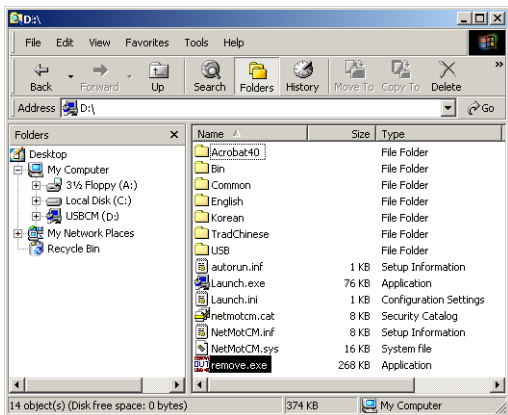 D:\
File Edit View Favorites Tools Help
Back Forward Up Search Folders History Move To Copy To Delete »
Address D:\ Go
Folders x
Desktop
My Computer
3½ Floppy (A:)
Local Disk (C:)
USBCM (D:)
My Network Places
Recycle Bin
Name Size Type
Acrobat40 File Folder
Bin File Folder
Common File Folder
English File Folder
Korean File Folder
TradChinese File Folder
USB File Folder
autorun.inf 1 KB Setup Information
Launch.exe 76 KB Application
Launch.ini 1 KB Configuration Settings
netmotcm.cat 8 KB Security Catalog
NetMotCM.inf 8 KB Setup Information
NetMotCM.sys 16 KB System file
remove.exe 268 KB Application
14 object(s) (Disk free space: 0 bytes) 374 KB My Computer